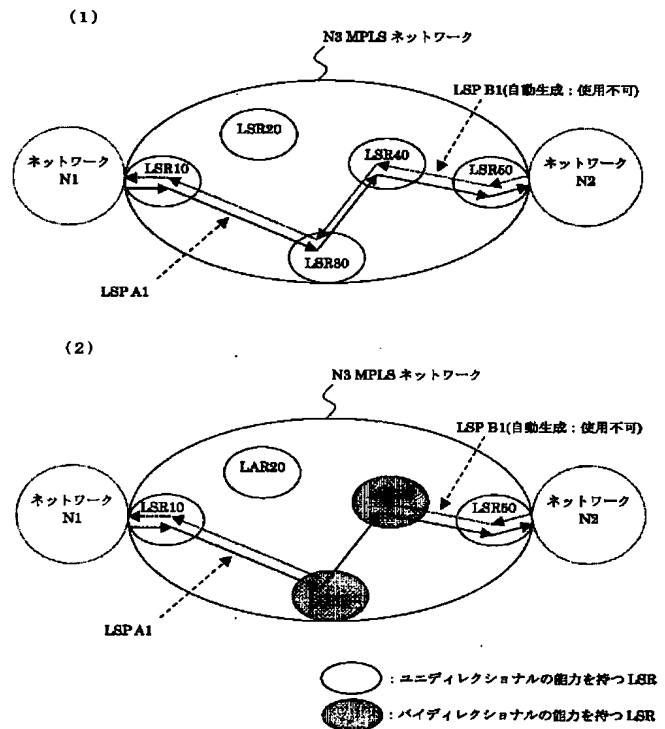 (1)
N3 MPLS ネットワーク
LSP B1(自動生成：使用不可)
LSR20
LSR40
ネットワーク
N1
LSR10
LSR50
ネットワーク
N2
LSR30
LSP A1
(2)
N3 MPLS ネットワーク
LSP B1(自動生成：使用不可)
LAR20
ネットワーク
N1
LSR10
LSR50
ネットワーク
N2
LSP A1
：ユニディレクショナルの能力を持つ LSR
：バイディレクショナルの能力を持つ LSR